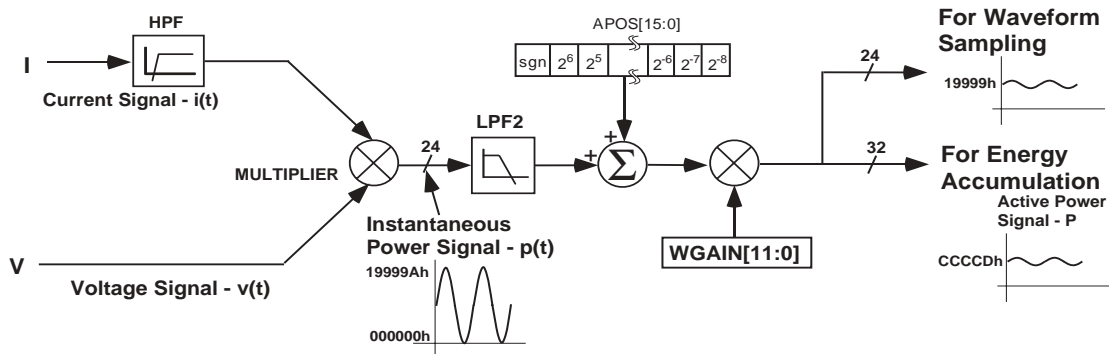 HPF
I
Current Signal - i(t)
APOS[15:0]
sgn 2^6 2^5 2^-6 2^-7 2^-8
For Waveform
Sampling
24
19999h
LPF2
24
MULTIPLIER
+
+
Σ
32
For Energy
Accumulation
Active Power
Signal - P
CCCCDh
Instantaneous
Power Signal - p(t)
19999Ah
000000h
WGAIN[11:0]
V
Voltage Signal - v(t)